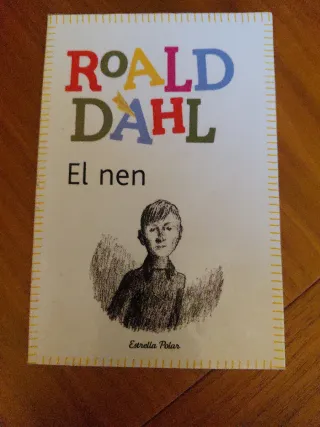 ROALD
DAHL
El nen
Estrella Polar